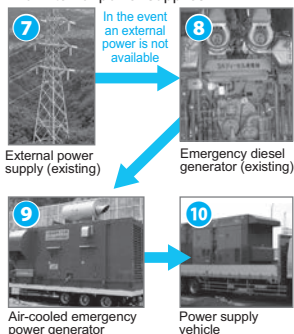 7
In the event
an external
power is not
available
8
External power
supply (existing)
Emergency diesel
generator (existing)
9
10
Air-cooled emergency
power generator
Power supply
vehicle